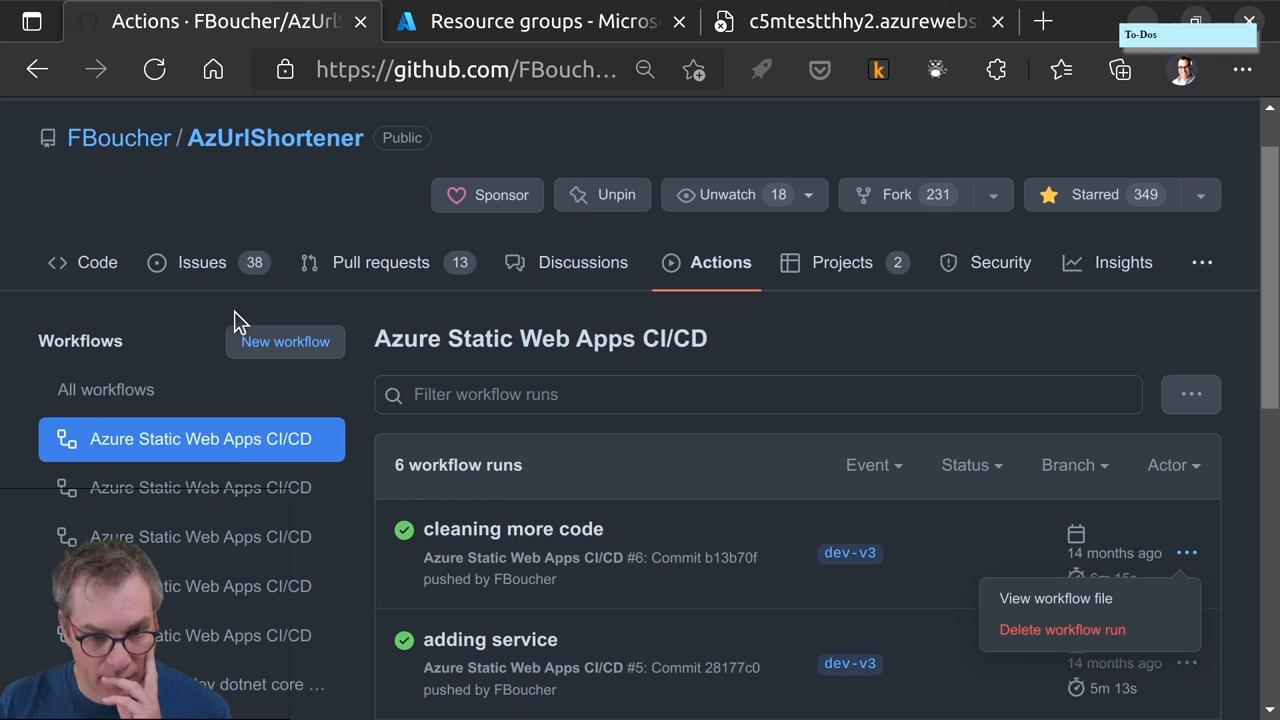 Actions · FBoucher/AzUrlS
Resource groups - Micros
c5mtestthhy2.azurewebs
To-Dos
https://github.com/FBouch...
FBoucher / AzUrlShortener Public
Sponsor
Unpin
Unwatch 18
Fork 231
Starred 349
Code
Issues 38
Pull requests 13
Discussions
Actions
Projects 2
Security
Insights
Workflows
New workflow
All workflows
Azure Static Web Apps CI/CD
Azure Static Web Apps CI/CD
Azure Static Web Apps CI/CD
Azure Static Web Apps CI/CD
atic Web Apps CI/CD
dotnet core ...
Azure Static Web Apps CI/CD
Filter workflow runs
6 workflow runs
Event
Status
Branch
Actor
cleaning more code
Azure Static Web Apps CI/CD #6: Commit b13b70f
pushed by FBoucher
dev-v3
14 months ago
6m 15s
View workflow file
Delete workflow run
adding service
Azure Static Web Apps CI/CD #5: Commit 28177c0
pushed by FBoucher
dev-v3
14 months ago
5m 13s